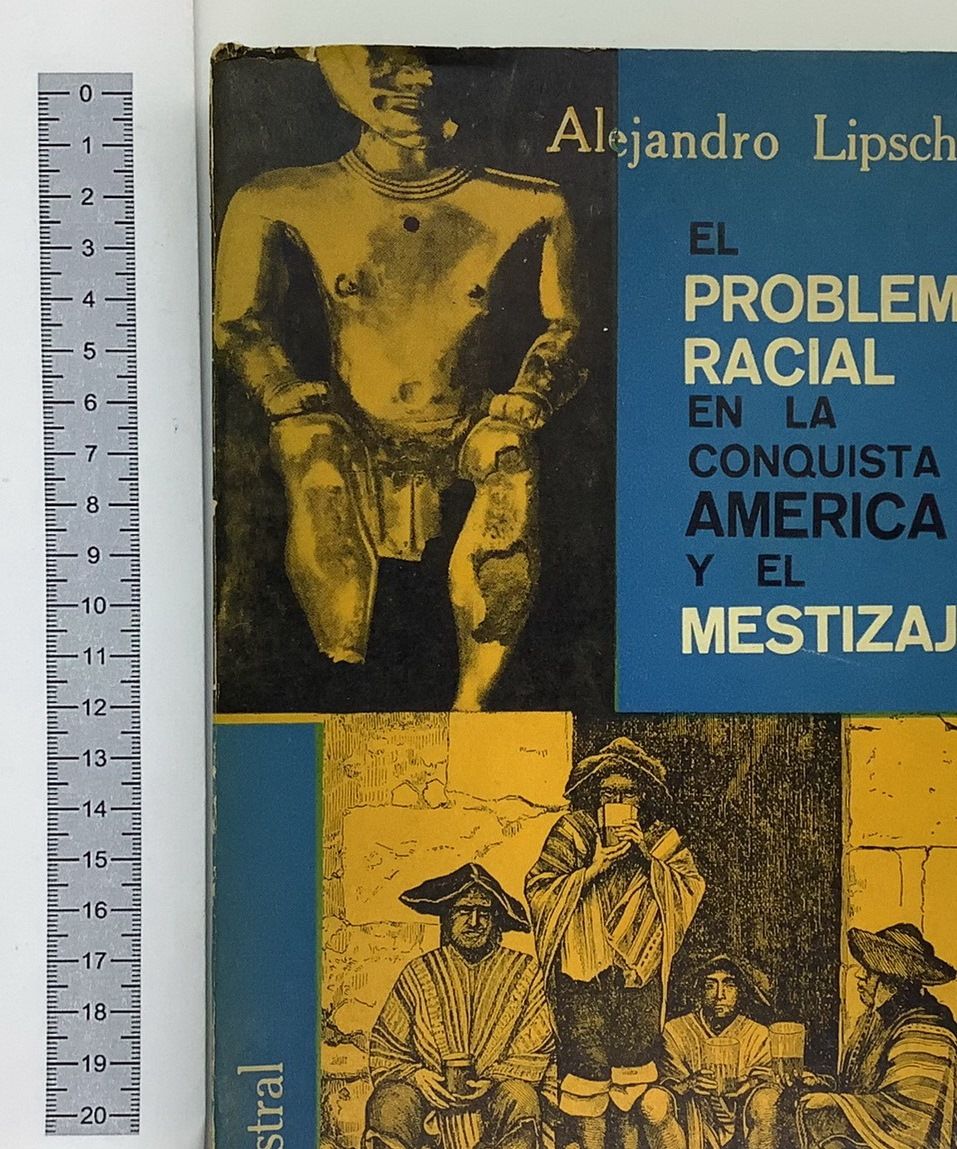 0
1
2
3
4
5
6
7
8
9
10
11
12
13
14
15
16
17
18
19
20
Alejandro Lipsch
EL
PROBLEM
RACIAL
EN LA
CONQUISTA
AMERICA
Y EL
MESTIZAJ
stral